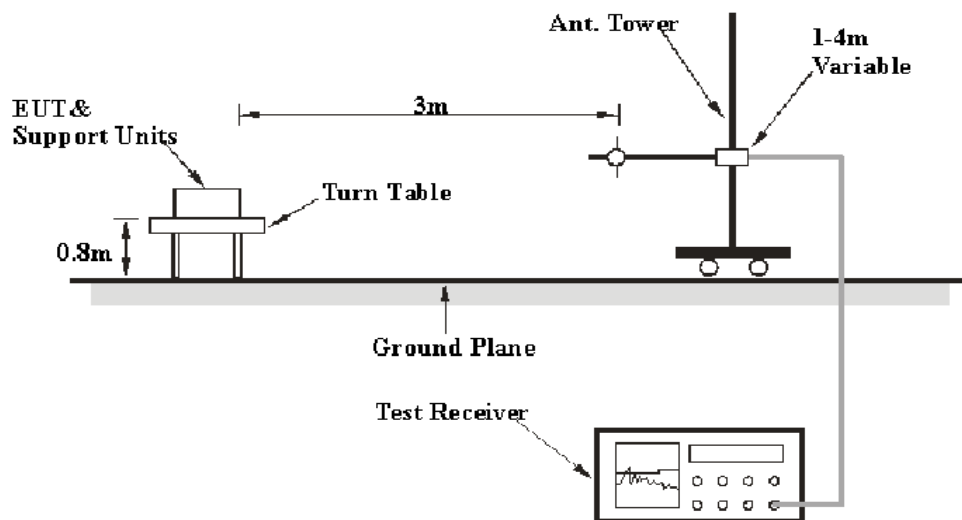 Ant. Tower
1-4m
Variable
3m
EUT&
Support Units
Turn Table
0.8m
Ground Plane
Test Receiver